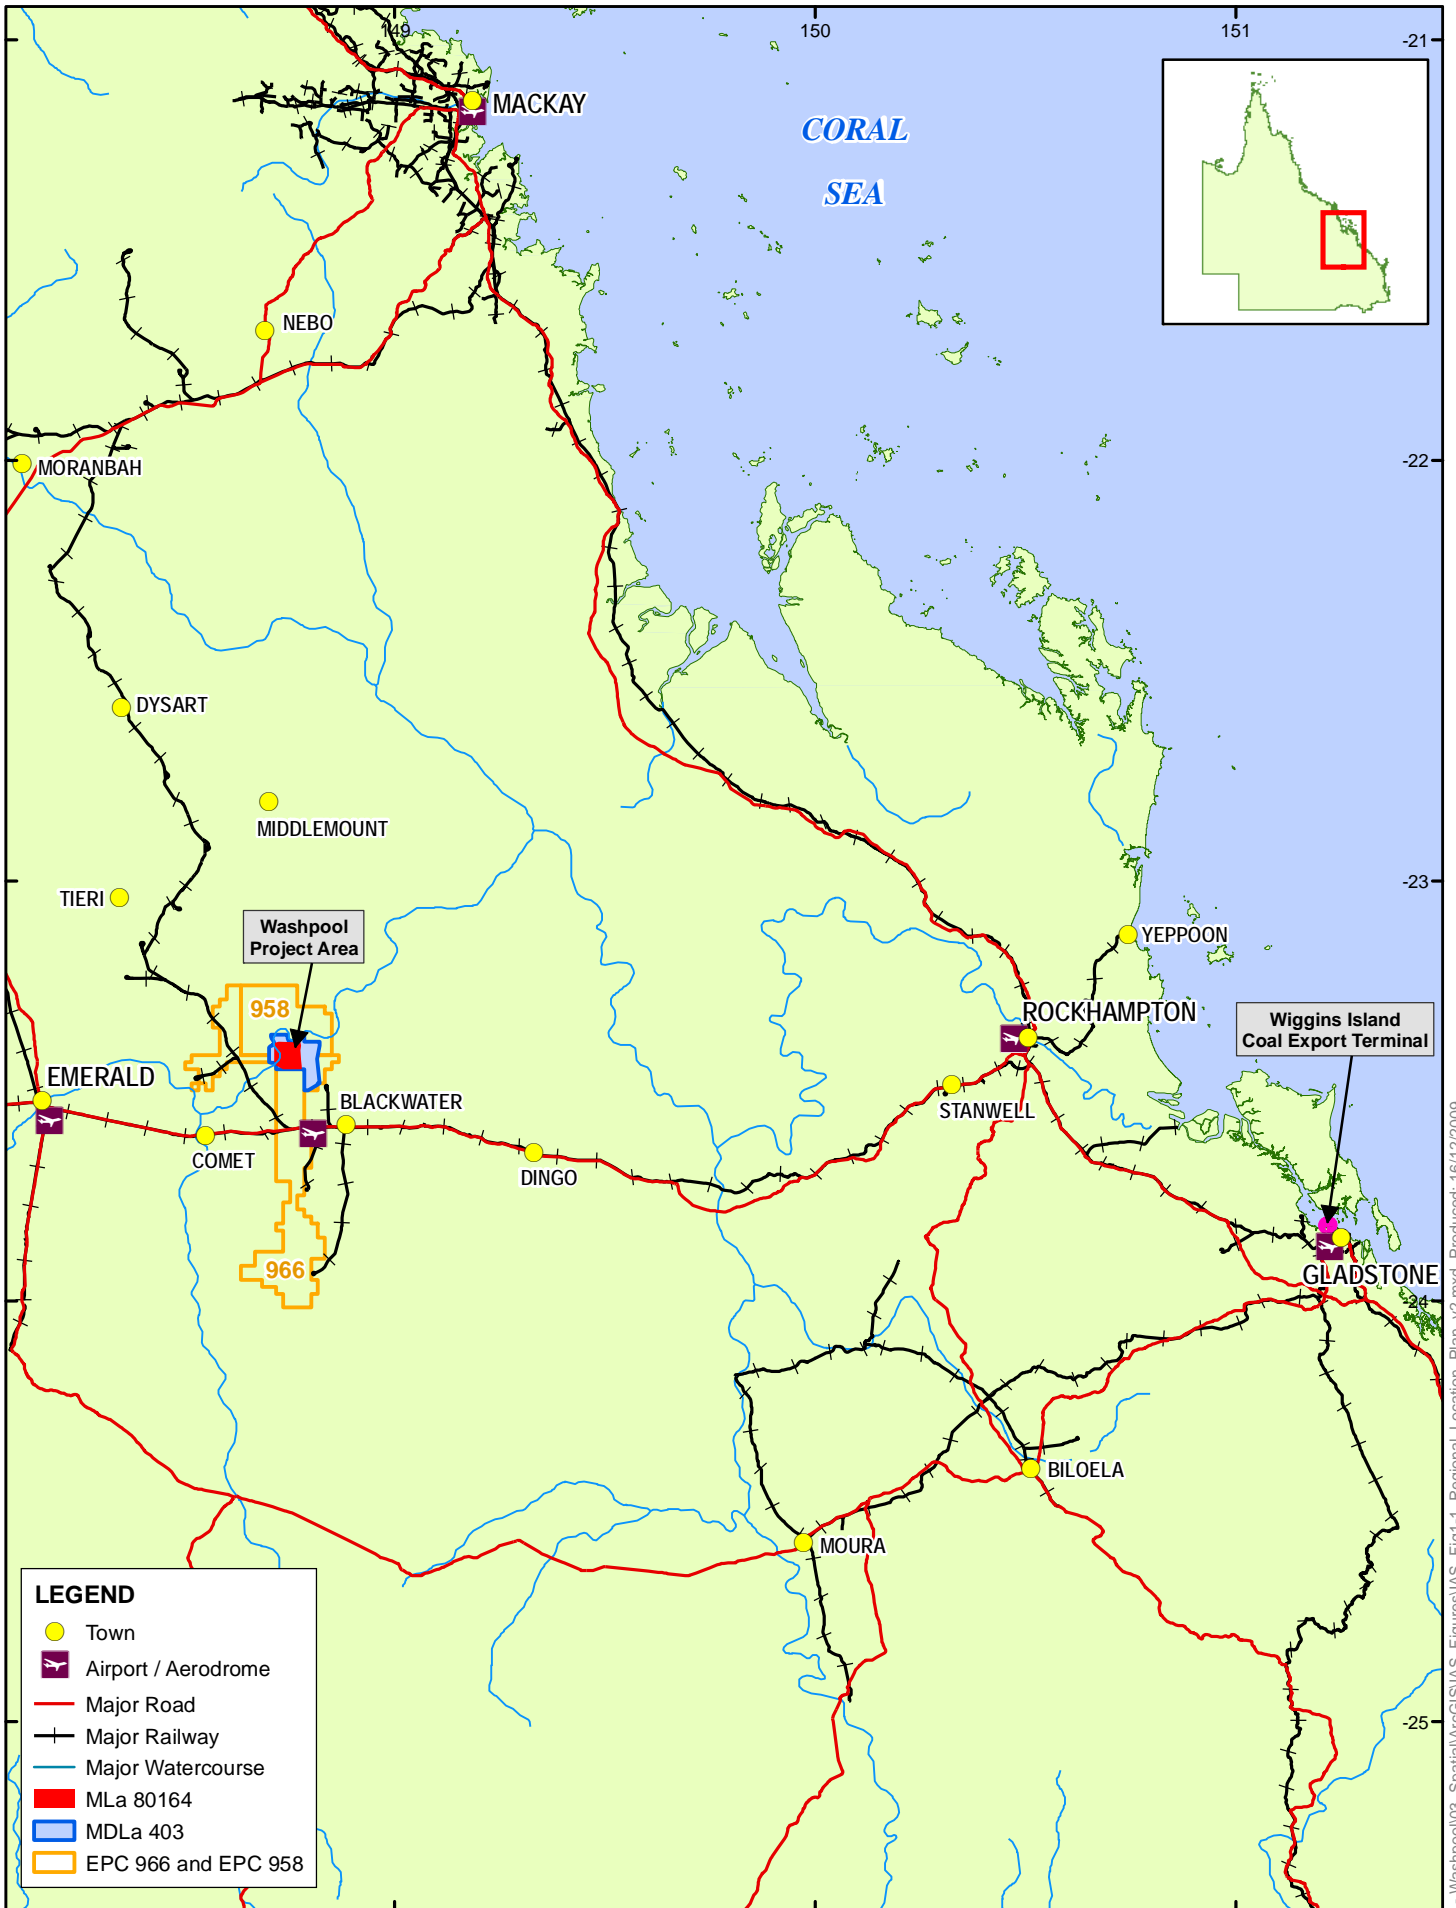 149
150
151
-21
MACKAY
CORAL
SEA
NEBO
-22
MORANBAH
DYSART
MIDDLEMOUNT
-23
TIERI
Washpool
Project Area
YEPPOON
958
ROCKHAMPTON
Wiggins Island
Coal Export Terminal
EMERALD
BLACKWATER
STANWELL
COMET
DINGO
966
GLADSTONE
-24
BILOELA
MOURA
LEGEND
Town
Airport / Aerodrome
Major Road
Major Railway
Major Watercourse
MLa 80164
MDLa 403
EPC 966 and EPC 958
-25